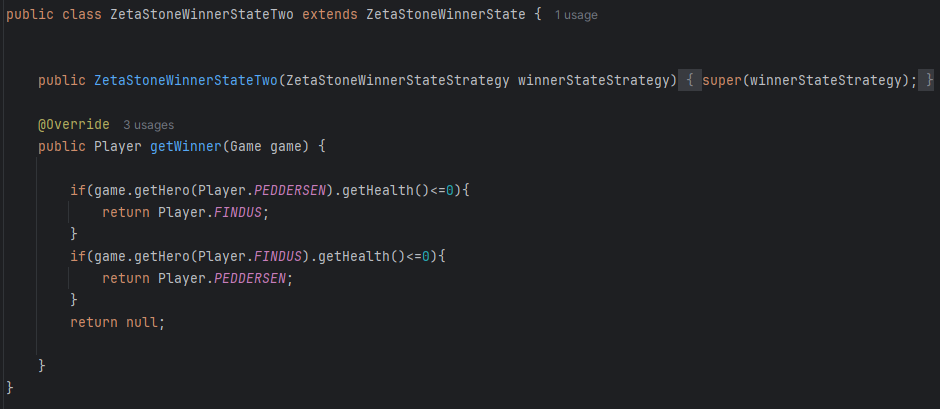 public class ZetaStoneWinnerStateTwo extends ZetaStoneWinnerState {  1 usage
public ZetaStoneWinnerStateTwo(ZetaStoneWinnerStateStrategy winnerStateStrategy) { super(winnerStateStrategy); }
@Override  3 usages
public Player getWinner(Game game) {
if(game.getHero(Player.PEDDERSEN).getHealth()<=0){
return Player.FINDUS;
}
if(game.getHero(Player.FINDUS).getHealth()<=0){
return Player.PEDDERSEN;
}
return null;
}
}